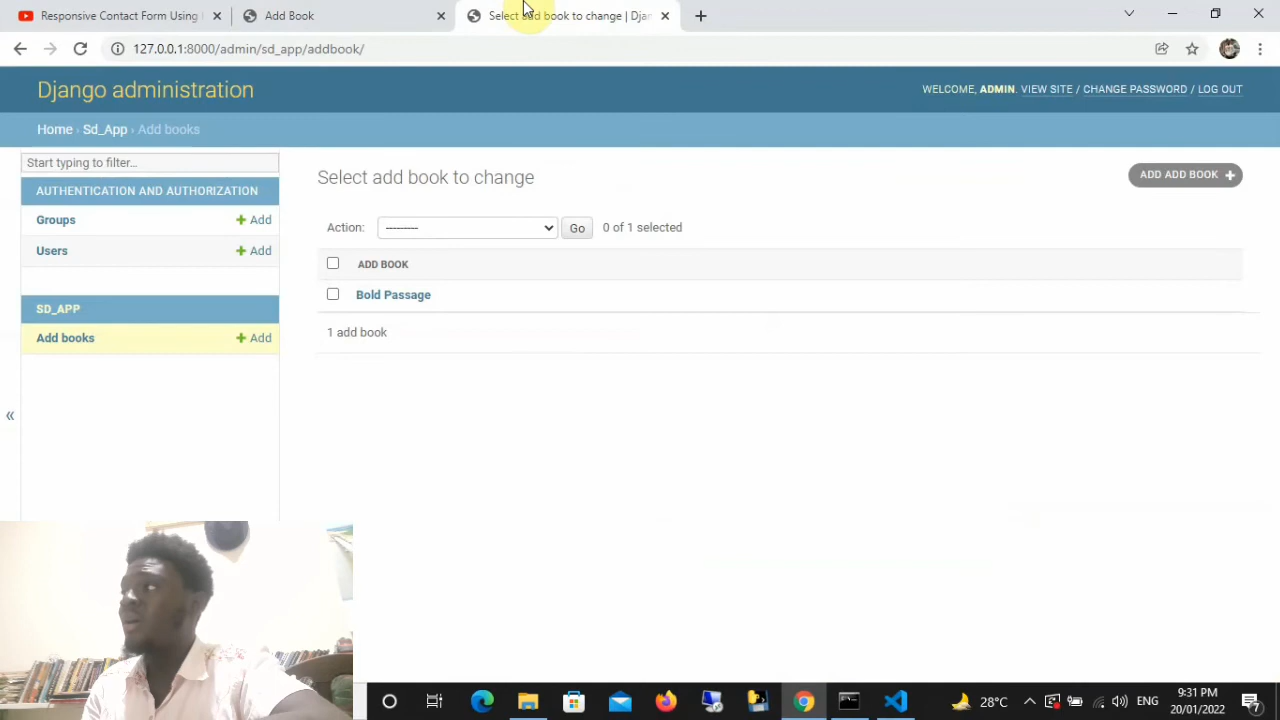 Responsive Contact Form Using
Add Book
Select add book to change | Djan
127.0.0.1:8000/admin/sd_app/addbook/
Django administration
WELCOME, ADMIN. VIEW SITE / CHANGE PASSWORD / LOG OUT
Home › Sd_App › Add books
Start typing to filter...
Select add book to change
ADD ADD BOOK
AUTHENTICATION AND AUTHORIZATION
Groups
Add
Users
Add
Action:
---------
Go
0 of 1 selected
ADD BOOK
Bold Passage
1 add book
SD_APP
Add books
Add
«
28°C
ENG
9:31 PM
20/01/2022
7